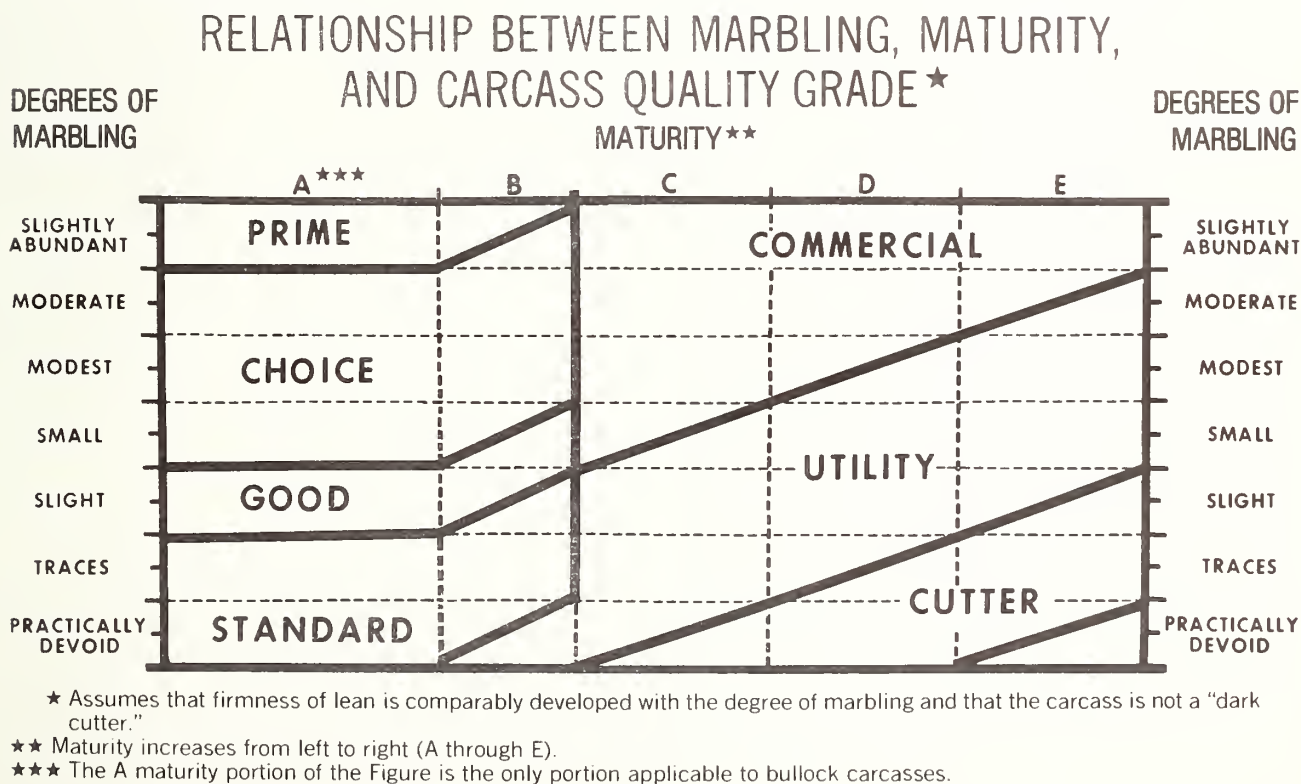 RELATIONSHIP BETWEEN MARBLING, MATURITY,
AND CARCASS QUALITY GRADE★
DEGREES OF
MARBLING
MATURITY★★
DEGREES OF
MARBLING
A★★★ B C D E
SLIGHTLY
ABUNDANT
MODERATE
MODEST
SMALL
SLIGHT
TRACES
PRACTICALLY
DEVOID
PRIME
CHOICE
GOOD
STANDARD
COMMERCIAL
UTILITY
CUTTER
SLIGHTLY
ABUNDANT
MODERATE
MODEST
SMALL
SLIGHT
TRACES
PRACTICALLY
DEVOID
★ Assumes that firmness of lean is comparably developed with the degree of marbling and that the carcass is not a “dark
cutter.”
★★ Maturity increases from left to right (A through E).
★★★ The A maturity portion of the Figure is the only portion applicable to bullock carcasses.